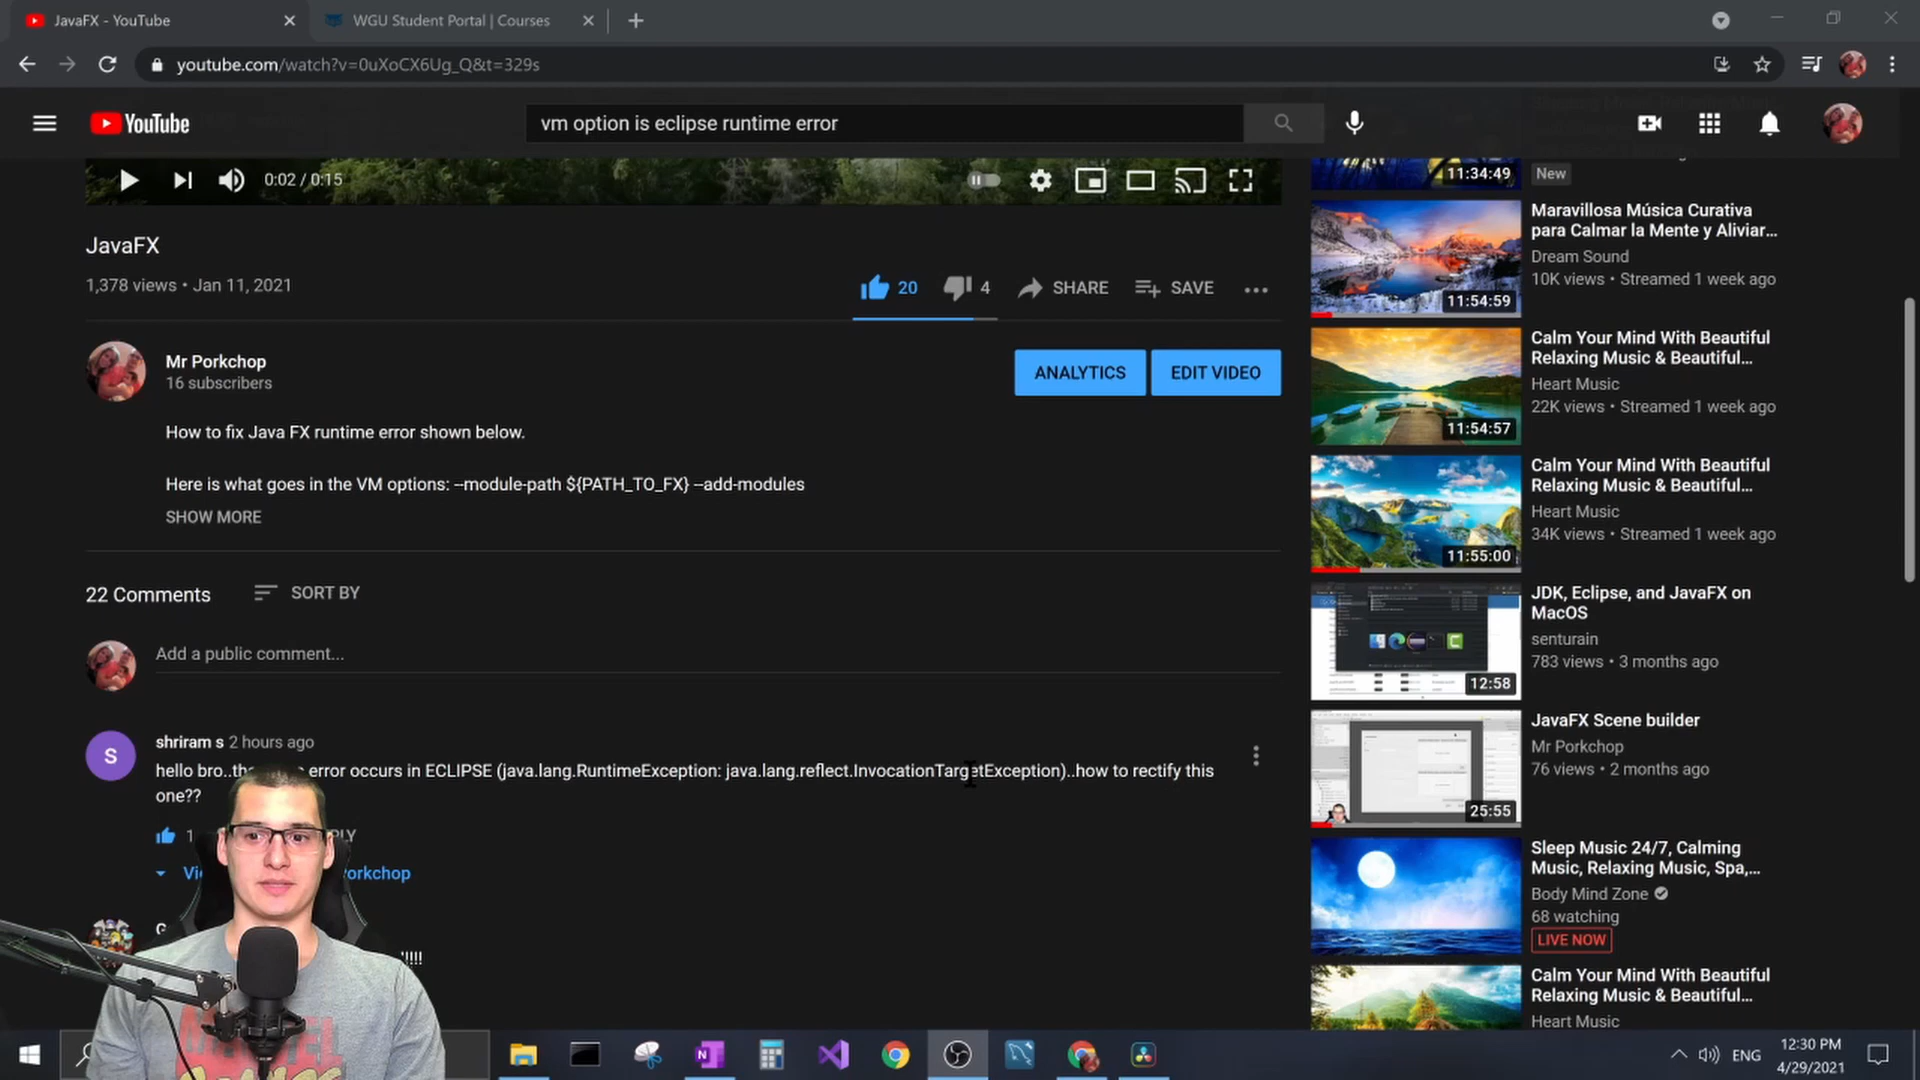 JavaFX - YouTube
WGU Student Portal | Courses
youtube.com/watch?v=0uXoCX6Ug_Q&t=329s
YouTube
vm option is eclipse runtime error
0:02 / 0:15
JavaFX
1,378 views • Jan 11, 2021
20
4
SHARE
SAVE
Mr Porkchop
16 subscribers
ANALYTICS
EDIT VIDEO
How to fix Java FX runtime error shown below.
Here is what goes in the VM options: --module-path ${PATH_TO_FX} --add-modules
SHOW MORE
22 Comments
SORT BY
Add a public comment...
S
shriram s 2 hours ago
hello bro..the error occurs in ECLIPSE (java.lang.RuntimeException: java.lang.reflect.InvocationTargetException)..how to rectify this
one??
1
PLY
Vi orkchop
G
!!!!!
11:34:49
New
Maravillosa Música Curativa
para Calmar la Mente y Aliviar...
Dream Sound
10K views • Streamed 1 week ago
11:54:59
Calm Your Mind With Beautiful
Relaxing Music & Beautiful...
Heart Music
22K views • Streamed 1 week ago
11:54:57
Calm Your Mind With Beautiful
Relaxing Music & Beautiful...
Heart Music
34K views • Streamed 1 week ago
11:55:00
JDK, Eclipse, and JavaFX on
MacOS
senturain
783 views • 3 months ago
12:58
JavaFX Scene builder
Mr Porkchop
76 views • 2 months ago
25:55
Sleep Music 24/7, Calming
Music, Relaxing Music, Spa,...
Body Mind Zone
68 watching
LIVE NOW
Calm Your Mind With Beautiful
Relaxing Music & Beautiful...
Heart Music
ENG
12:30 PM
4/29/2021